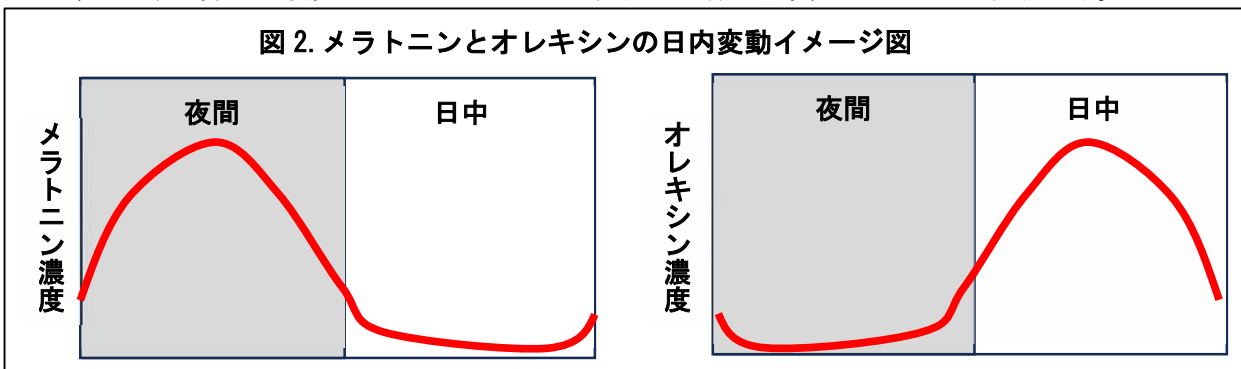 図2.メラトニンとオレキシンの日内変動イメージ図
夜間
日中
メラトニン濃度
夜間
日中
オレキシン濃度